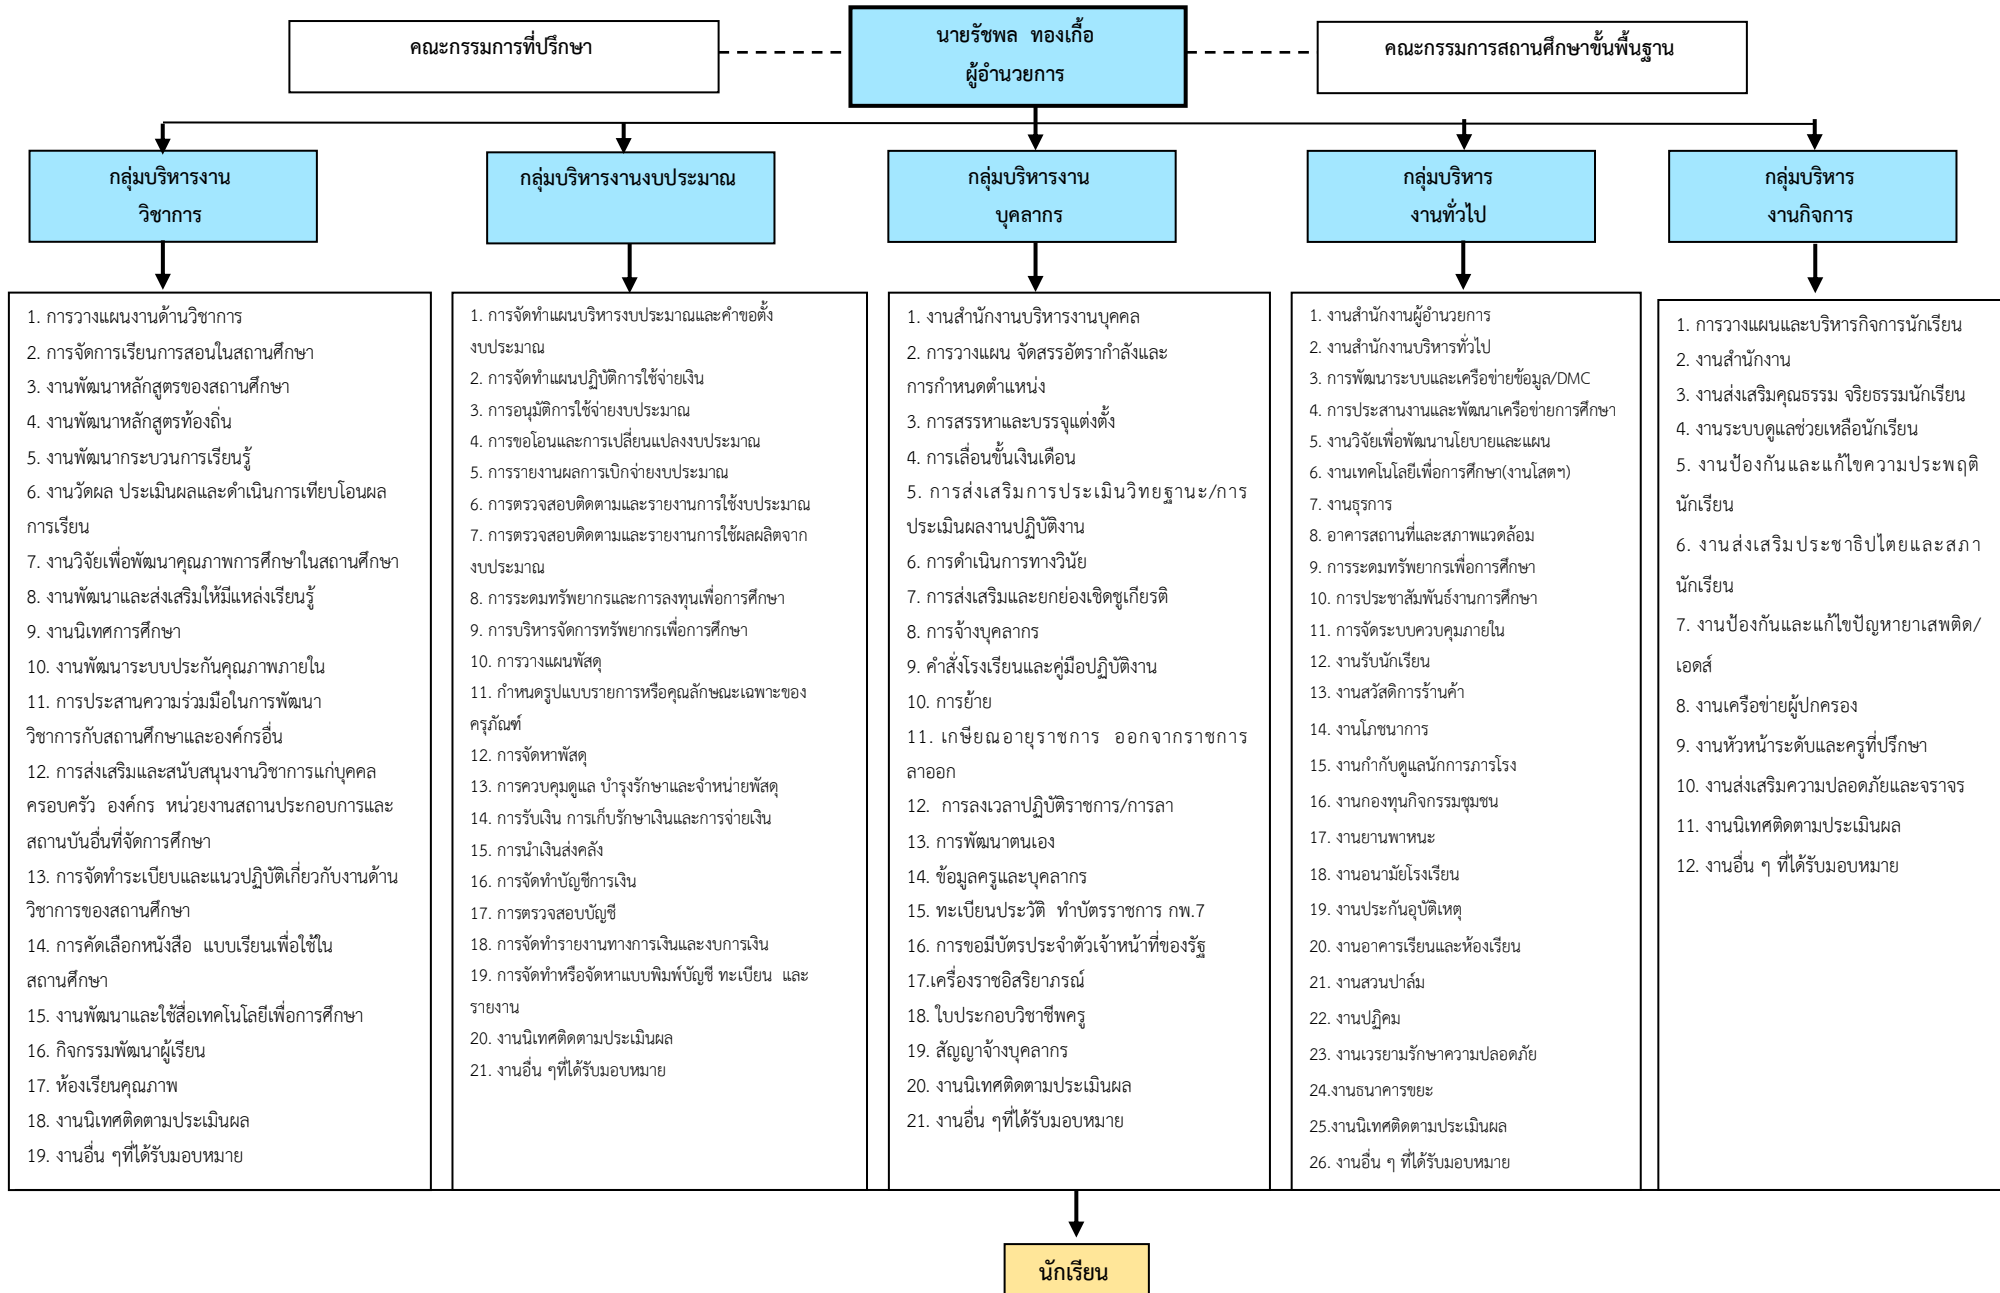 คณะกรรมการที่ปรึกษา
นายรัชพล ทองเกื้อ
ผู้อำนวยการ
คณะกรรมการสถานศึกษาขั้นพื้นฐาน
กลุ่มบริหารงาน
วิชาการ
กลุ่มบริหารงานงบประมาณ
กลุ่มบริหารงาน
บุคลากร
กลุ่มบริหาร
งานทั่วไป
กลุ่มบริหาร
งานกิจการ
1. การวางแผนงานด้านวิชาการ
2. การจัดการเรียนการสอนในสถานศึกษา
3. งานพัฒนาหลักสูตรของสถานศึกษา
4. งานพัฒนาหลักสูตรท้องถิ่น
5. งานพัฒนากระบวนการเรียนรู้
6. งานวัดผล ประเมินผลและดำเนินการเทียบโอนผล
การเรียน
7. งานวิจัยเพื่อพัฒนาคุณภาพการศึกษาในสถานศึกษา
8. งานพัฒนาและส่งเสริมให้มีแหล่งเรียนรู้
9. งานนิเทศการศึกษา
10. งานพัฒนาระบบประกันคุณภาพภายใน
11. การประสานความร่วมมือในการพัฒนา
วิชาการกับสถานศึกษาและองค์กรอื่น
12. การส่งเสริมและสนับสนุนงานวิชาการแก่บุคคล
ครอบครัว องค์กร หน่วยงานสถานประกอบการและ
สถานบันอื่นที่จัดการศึกษา
13. การจัดทำระเบียบและแนวปฏิบัติเกี่ยวกับงานด้าน
วิชาการของสถานศึกษา
14. การคัดเลือกหนังสือ แบบเรียนเพื่อใช้ใน
สถานศึกษา
15. งานพัฒนาและใช้สื่อเทคโนโลยีเพื่อการศึกษา
16. กิจกรรมพัฒนาผู้เรียน
17. ห้องเรียนคุณภาพ
18. งานนิเทศติดตามประเมินผล
19. งานอื่น ๆที่ได้รับมอบหมาย
1. การจัดทำแผนบริหารงบประมาณและคำขอตั้ง
งบประมาณ
2. การจัดทำแผนปฏิบัติการใช้จ่ายเงิน
3. การอนุมัติการใช้จ่ายงบประมาณ
4. การขอโอนและการเปลี่ยนแปลงงบประมาณ
5. การรายงานผลการเบิกจ่ายงบประมาณ
6. การตรวจสอบติดตามและรายงานการใช้งบประมาณ
7. การตรวจสอบติดตามและรายงานการใช้ผลผลิตจาก
งบประมาณ
8. การระดมทรัพยากรและการลงทุนเพื่อการศึกษา
9. การบริหารจัดการทรัพยากรเพื่อการศึกษา
10. การวางแผนพัสดุ
11. กำหนดรูปแบบรายการหรือคุณลักษณะเฉพาะของ
ครุภัณฑ์
12. การจัดหาพัสดุ
13. การควบคุมดูแล บำรุงรักษาและจำหน่ายพัสดุ
14. การรับเงิน การเก็บรักษาเงินและการจ่ายเงิน
15. การนำเงินส่งคลัง
16. การจัดทำบัญชีการเงิน
17. การตรวจสอบบัญชี
18. การจัดทำรายงานทางการเงินและงบการเงิน
19. การจัดทำหรือจัดหาแบบพิมพ์บัญชี ทะเบียน และ
รายงาน
20. งานนิเทศติดตามประเมินผล
21. งานอื่น ๆที่ได้รับมอบหมาย
1. งานสำนักงานบริหารงานบุคคล
2. การวางแผน จัดสรรอัตรากำลังและ
การกำหนดตำแหน่ง
3. การสรรหาและบรรจุแต่งตั้ง
4. การเลื่อนขั้นเงินเดือน
5. การส่งเสริมการประเมินวิทยฐานะ/การ
ประเมินผลงานปฏิบัติงาน
6. การดำเนินการทางวินัย
7. การส่งเสริมและยกย่องเชิดชูเกียรติ
8. การจ้างบุคลากร
9. คำสั่งโรงเรียนและคู่มือปฏิบัติงาน
10. การย้าย
11. เกษียณอายุราชการ ออกจากราชการ
ลาออก
12. การลงเวลาปฏิบัติราชการ/การลา
13. การพัฒนาตนเอง
14. ข้อมูลครูและบุคลากร
15. ทะเบียนประวัติ ทำบัตรราชการ กพ.7
16. การขอมีบัตรประจำตัวเจ้าหน้าที่ของรัฐ
17.เครื่องราชอิสริยาภรณ์
18. ใบประกอบวิชาชีพครู
19. สัญญาจ้างบุคลากร
20. งานนิเทศติดตามประเมินผล
21. งานอื่น ๆที่ได้รับมอบหมาย
1. งานสำนักงานผู้อำนวยการ
2. งานสำนักงานบริหารทั่วไป
3. การพัฒนาระบบและเครือข่ายข้อมูล/DMC
4. การประสานงานและพัฒนาเครือข่ายการศึกษา
5. งานวิจัยเพื่อพัฒนานโยบายและแผน
6. งานเทคโนโลยีเพื่อการศึกษา(งานโสตฯ)
7. งานธุรการ
8. อาคารสถานที่และสภาพแวดล้อม
9. การระดมทรัพยากรเพื่อการศึกษา
10. การประชาสัมพันธ์งานการศึกษา
11. การจัดระบบควบคุมภายใน
12. งานรับนักเรียน
13. งานสวัสดิการร้านค้า
14. งานโภชนาการ
15. งานกำกับดูแลนักการภารโรง
16. งานกองทุนกิจกรรมชุมชน
17. งานยานพาหนะ
18. งานอนามัยโรงเรียน
19. งานประกันอุบัติเหตุ
20. งานอาคารเรียนและห้องเรียน
21. งานสวนปาล์ม
22. งานปฏิคม
23. งานเวรยามรักษาความปลอดภัย
24.งานธนาคารขยะ
25.งานนิเทศติดตามประเมินผล
26. งานอื่น ๆ ที่ได้รับมอบหมาย
1. การวางแผนและบริหารกิจการนักเรียน
2. งานสำนักงาน
3. งานส่งเสริมคุณธรรม จริยธรรมนักเรียน
4. งานระบบดูแลช่วยเหลือนักเรียน
5. งานป้องกันและแก้ไขความประพฤติ
นักเรียน
6. งานส่งเสริมประชาธิปไตยและสภา
นักเรียน
7. งานป้องกันและแก้ไขปัญหายาเสพติด/
เอดส์
8. งานเครือข่ายผู้ปกครอง
9. งานหัวหน้าระดับและครูที่ปรึกษา
10. งานส่งเสริมความปลอดภัยและจราจร
11. งานนิเทศติดตามประเมินผล
12. งานอื่น ๆ ที่ได้รับมอบหมาย
นักเรียน